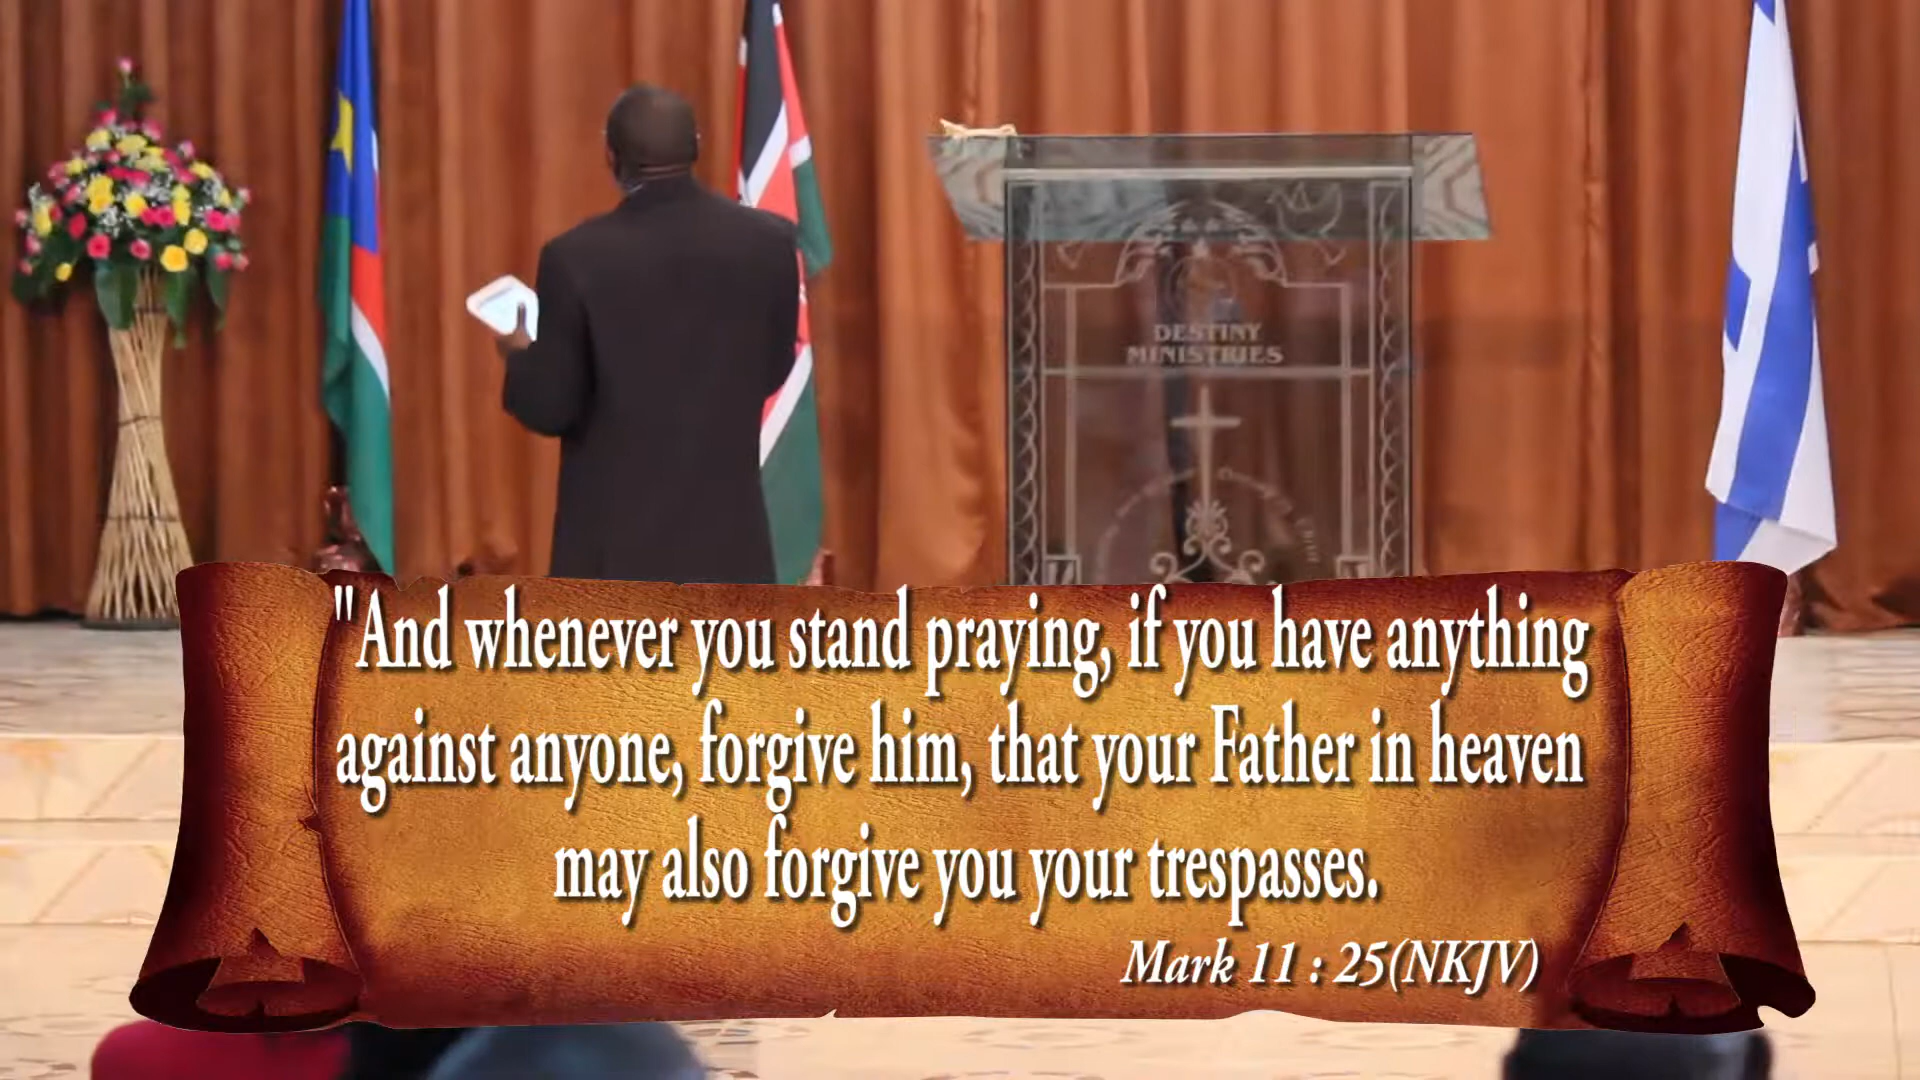 DESTINY
MINISTRIES
"And whenever you stand praying, if you have anything
against anyone, forgive him, that your Father in heaven
may also forgive you your trespasses.
Mark 11 : 25(NKJV)